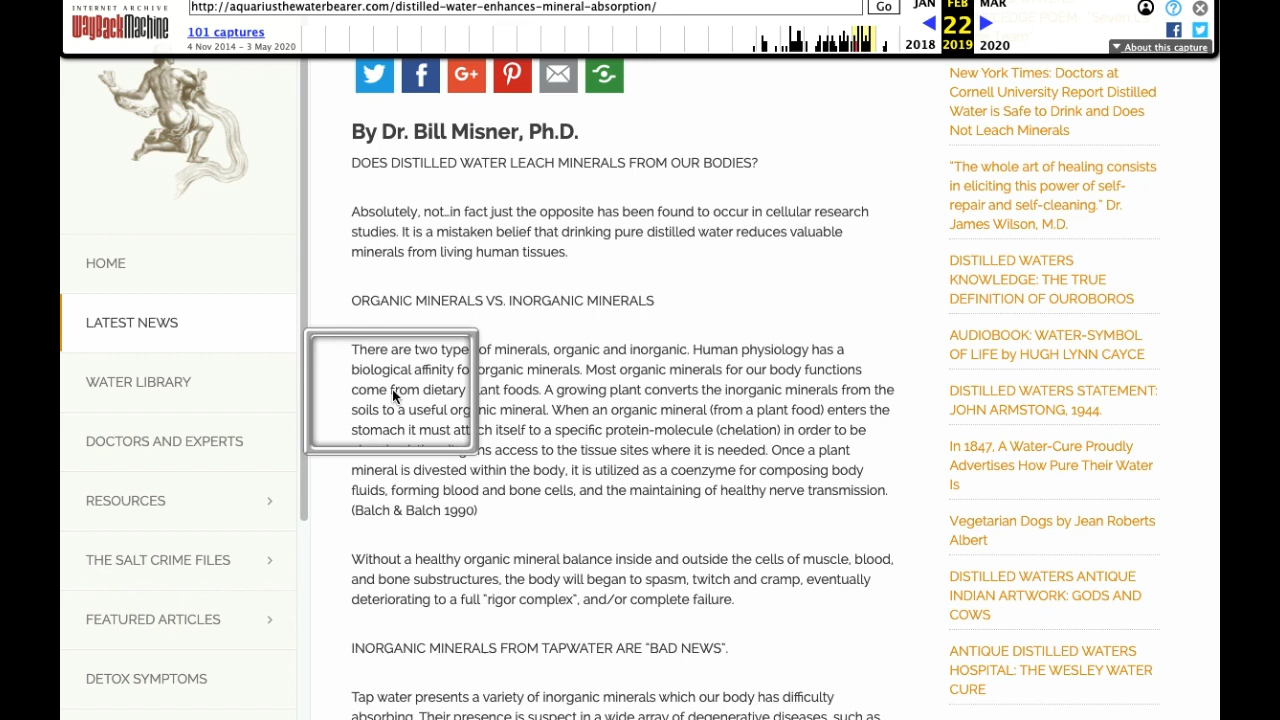 INTERNET ARCHIVE
WayBackMachine
http://aquariusthewaterbearer.com/distilled-water-enhances-mineral-absorption/
Go
JAN
FEB
MAR
101 captures
4 Nov 2014 – 3 May 2020
22
2018
2019
2020
About this capture
By Dr. Bill Misner, Ph.D.
DOES DISTILLED WATER LEACH MINERALS FROM OUR BODIES?
Absolutely, not…in fact just the opposite has been found to occur in cellular research
studies. It is a mistaken belief that drinking pure distilled water reduces valuable
minerals from living human tissues.
ORGANIC MINERALS VS. INORGANIC MINERALS
There are two type of minerals, organic and inorganic. Human physiology has a
biological affinity fo organic minerals. Most organic minerals for our body functions
come from dietary lant foods. A growing plant converts the inorganic minerals from the
soils to a useful org nic mineral. When an organic mineral (from a plant food) enters the
stomach it must att ch itself to a specific protein-molecule (chelation) in order to be
access to the tissue sites where it is needed. Once a plant
mineral is divested within the body, it is utilized as a coenzyme for composing body
fluids, forming blood and bone cells, and the maintaining of healthy nerve transmission.
(Balch & Balch 1990)
Without a healthy organic mineral balance inside and outside the cells of muscle, blood,
and bone substructures, the body will began to spasm, twitch and cramp, eventually
deteriorating to a full "rigor complex", and/or complete failure.
INORGANIC MINERALS FROM TAPWATER ARE "BAD NEWS".
Tap water presents a variety of inorganic minerals which our body has difficulty
absorbing. Their presence is suspect in a wide array of degenerative diseases, such as
HOME
LATEST NEWS
WATER LIBRARY
DOCTORS AND EXPERTS
RESOURCES
THE SALT CRIME FILES
FEATURED ARTICLES
DETOX SYMPTOMS
New York Times: Doctors at
Cornell University Report Distilled
Water is Safe to Drink and Does
Not Leach Minerals
"The whole art of healing consists
in eliciting this power of self-
repair and self-cleaning." Dr.
James Wilson, M.D.
DISTILLED WATERS
KNOWLEDGE: THE TRUE
DEFINITION OF OUROBOROS
AUDIOBOOK: WATER-SYMBOL
OF LIFE by HUGH LYNN CAYCE
DISTILLED WATERS STATEMENT:
JOHN ARMSTONG, 1944.
In 1847, A Water-Cure Proudly
Advertises How Pure Their Water
Is
Vegetarian Dogs by Jean Roberts
Albert
DISTILLED WATERS ANTIQUE
INDIAN ARTWORK: GODS AND
COWS
ANTIQUE DISTILLED WATERS
HOSPITAL: THE WESLEY WATER
CURE